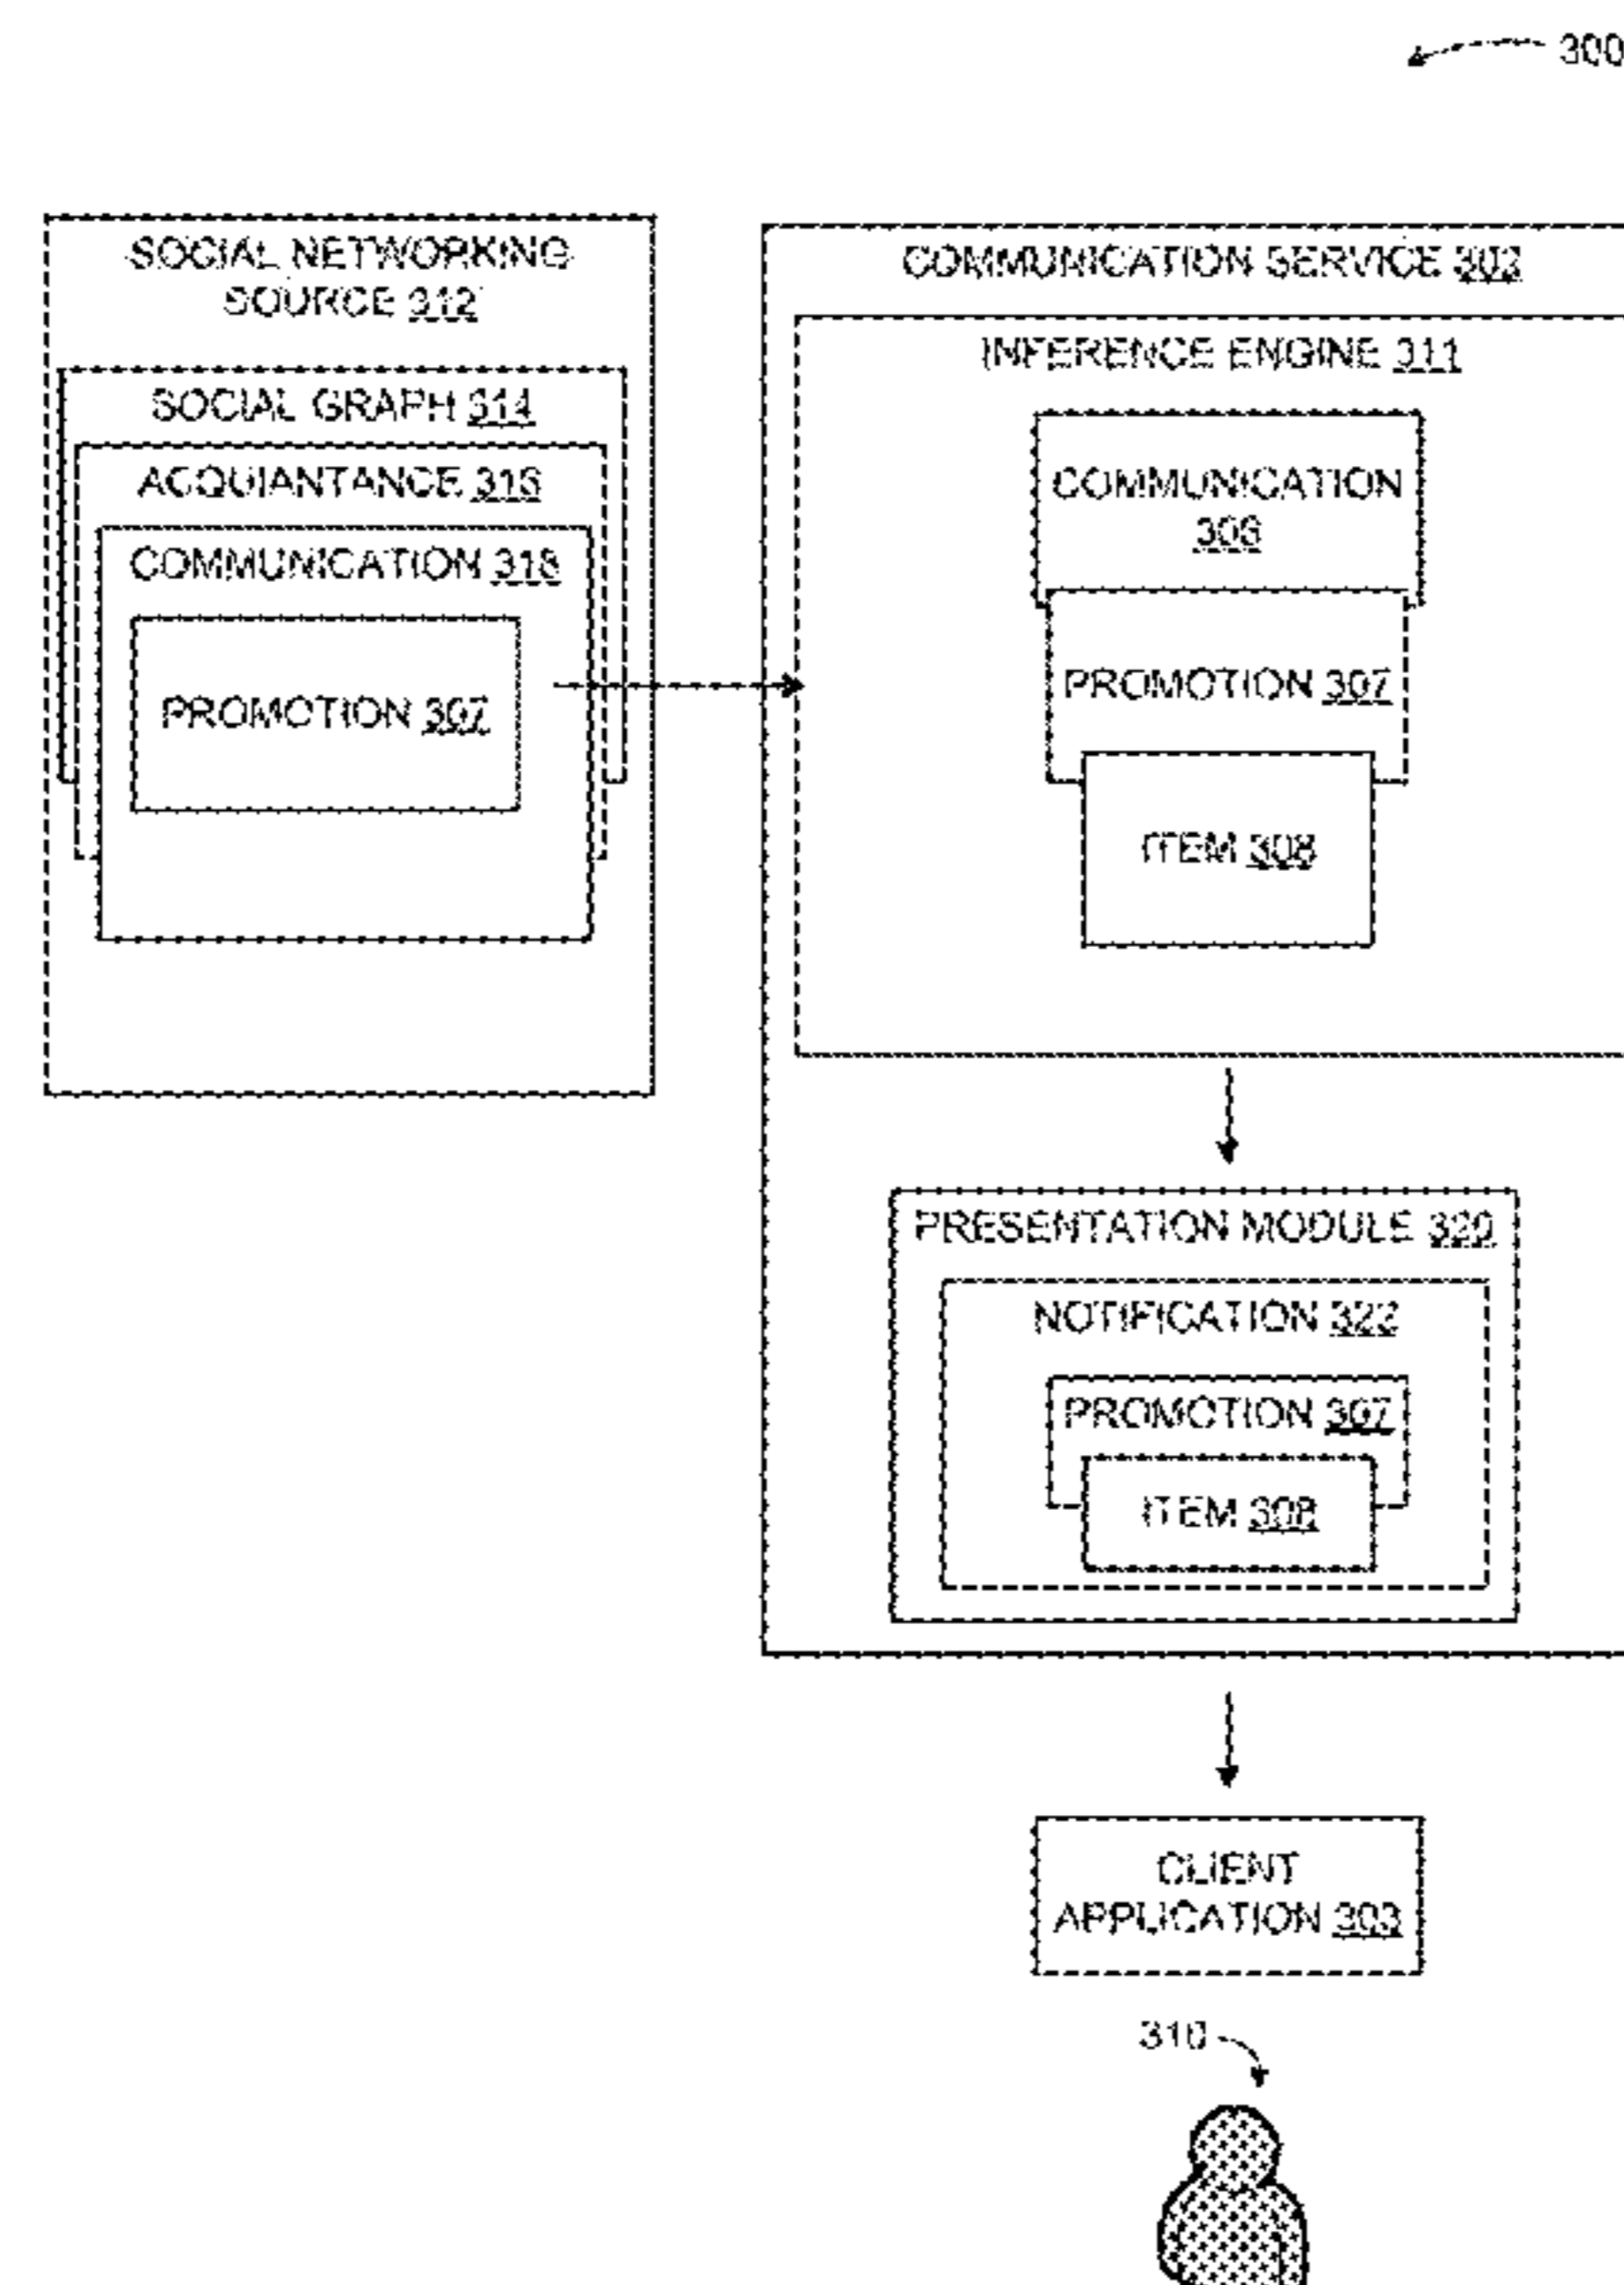 300
SOCIAL NETWORKING
SOURCE 312
SOCIAL GRAPH 314
ACQUIANTANCE 316
COMMUNICATION 318
PROMOTION 307
COMMUNICATION SERVICE 302
INFERENCE ENGINE 311
COMMUNICATION
306
PROMOTION 307
ITEM 308
PRESENTATION MODULE 320
NOTIFICATION 322
PROMOTION 307
ITEM 308
CLIENT
APPLICATION 303
310